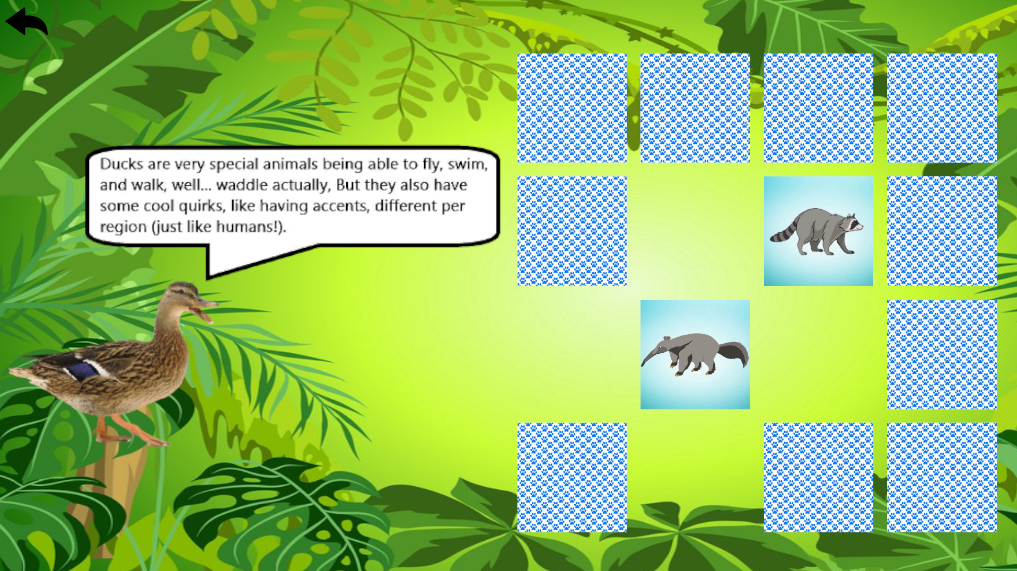 Ducks are very special animals being able to fly, swim,
and walk, well... waddle actually, But they also have
some cool quirks, like having accents, different per
region (just like humans!).